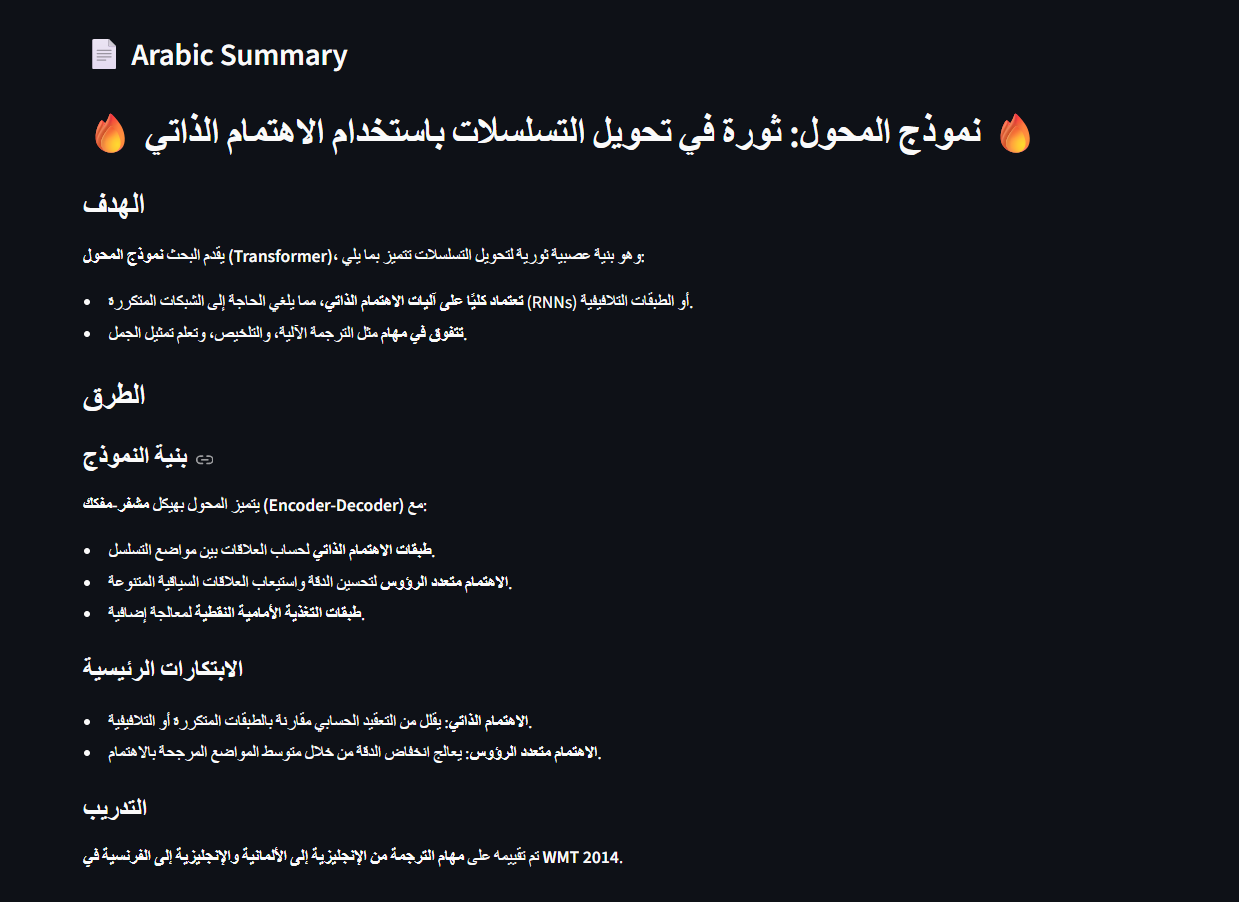 Arabic Summary
🔥 نموذج المحول: ثورة في تحويل التسلسلات باستخدام الاهتمام الذاتي 🔥
الهدف
يقدم البحث نموذج المحول (Transformer)، وهو بنية عصبية ثورية لتحويل التسلسلات تتميز بما يلي:
• تعتمد كليًا على آليات الاهتمام الذاتي، مما يلغي الحاجة إلى الشبكات المتكررة (RNNs) أو الطبقات التلافيفية.
• تتفوق في مهام مثل الترجمة الآلية، والتلخيص، وتعلم تمثيل الجمل.
الطرق
بنية النموذج
يتميز المحول بهيكل مشفر-مفكك (Encoder-Decoder) مع:
• طبقات الاهتمام الذاتي لحساب العلاقات بين مواضع التسلسل.
• الاهتمام متعدد الرؤوس لتحسين الدقة واستيعاب العلاقات السياقية المتنوعة.
• طبقات التغذية الأمامية النقطية لمعالجة إضافية.
الابتكارات الرئيسية
• الاهتمام الذاتي: يقلل من التعقيد الحسابي مقارنة بالطبقات المتكررة أو التلافيفية.
• الاهتمام متعدد الرؤوس: يعالج انخفاض الدقة من خلال متوسط المواضع المرجحة بالاهتمام.
التدريب
تم تقييمه على مهام الترجمة من الإنجليزية إلى الألمانية والإنجليزية إلى الفرنسية في WMT 2014.